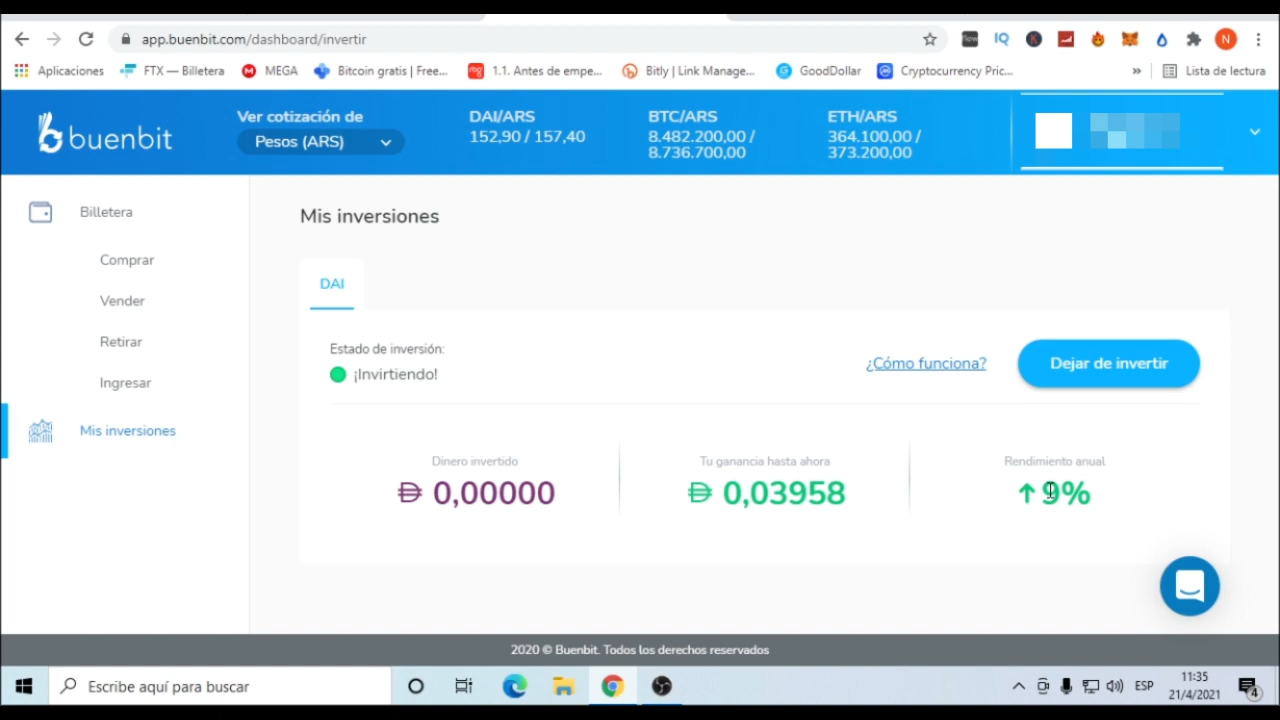 app.buenbit.com/dashboard/invertir
IQ
N
Aplicaciones
FTX — Billetera
MEGA
Bitcoin gratis | Free...
1.1. Antes de empe...
Bitly | Link Manage...
GoodDollar
Cryptocurrency Pric...
»
Lista de lectura
buenbit
Ver cotización de
Pesos (ARS)
DAI/ARS
152,90 / 157,40
BTC/ARS
8.482.200,00 /
8.736.700,00
ETH/ARS
364.100,00 /
373.200,00
Billetera
Comprar
Vender
Retirar
Ingresar
Mis inversiones
Mis inversiones
DAI
Estado de inversión:
¡Invirtiendo!
¿Cómo funciona?
Dejar de invertir
Dinero invertido
0,00000
Tu ganancia hasta ahora
0,03958
Rendimiento anual
9%
2020 © Buenbit. Todos los derechos reservados
Escribe aquí para buscar
ESP
11:35
21/4/2021
4